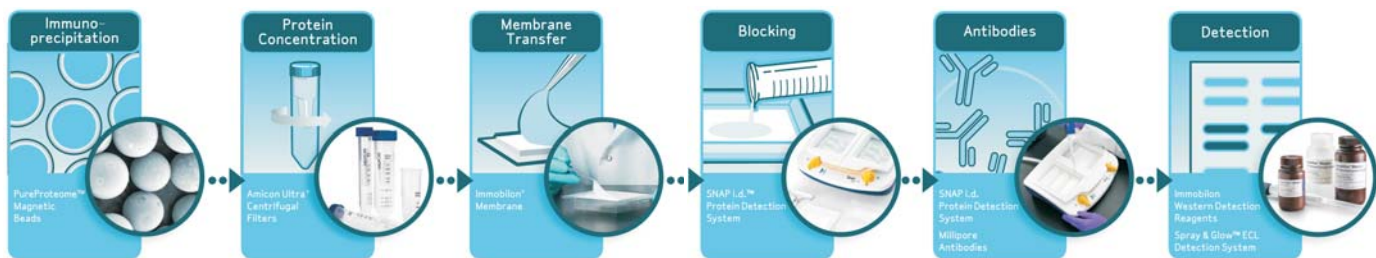 Immuno-
precipitation
PureProteome™
Magnetic
Beads
Protein
Concentration
Amicon Ultra®
Centrifugal
Filters
Membrane
Transfer
Immobilon®
Membrane
Blocking
SNAP i.d.™
Protein Detection
System
Antibodies
SNAP i.d.
Protein Detection
System
Millipore
Antibodies
Detection
Immobilon
Western Detection
Reagents
Spray & Glow™ ECL
Detection System